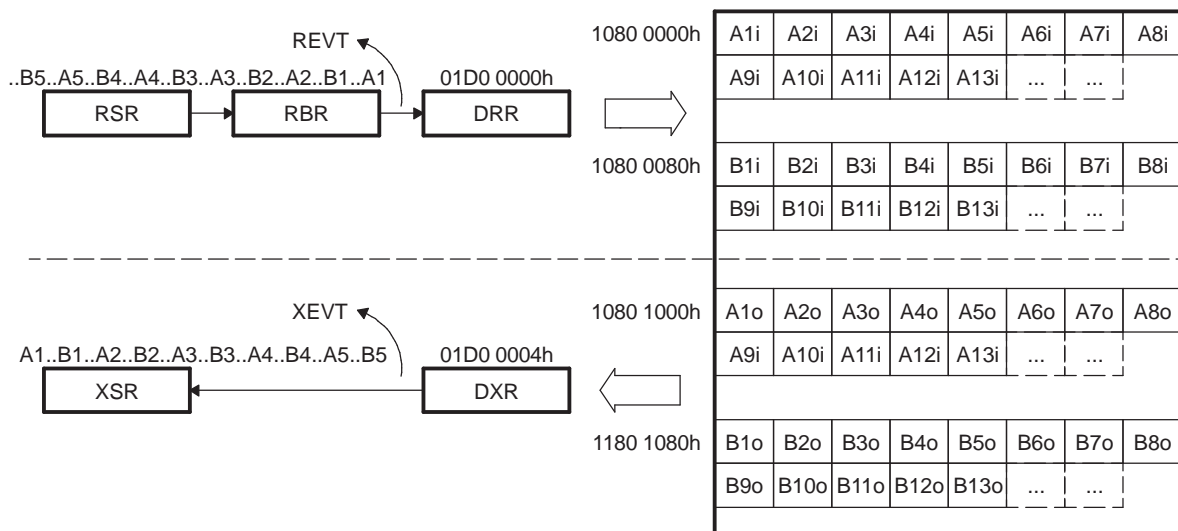 REVT
..B5..A5..B4..A4..B3..A3..B2..A2..B1..A1 01D0 0000h
RSR RBR DRR
1080 0000h A1i A2i A3i A4i A5i A6i A7i A8i
A9i A10i A11i A12i A13i ... ...
1080 0080h B1i B2i B3i B4i B5i B6i B7i B8i
B9i B10i B11i B12i B13i ... ...
XEVT
A1..B1..A2..B2..A3..B3..A4..B4..A5..B5 01D0 0004h
XSR DXR
1080 1000h A1o A2o A3o A4o A5o A6o A7o A8o
A9i A10i A11i A12i A13i ... ...
1180 1080h B1o B2o B3o B4o B5o B6o B7o B8o
B9o B10o B11o B12o B13o ... ...